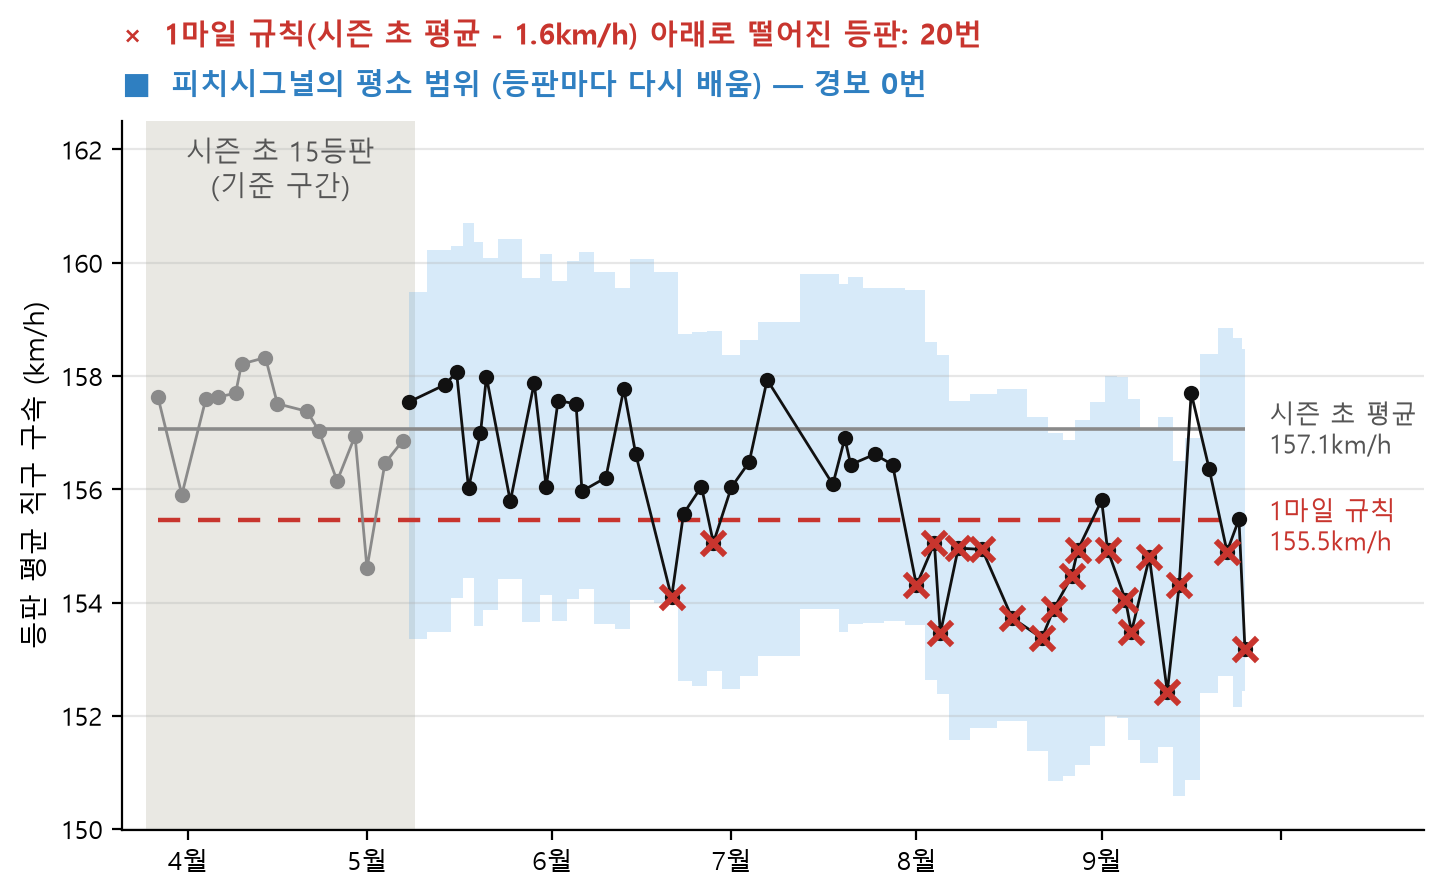 × 1마일 규칙(시즌 초 평균 - 1.6km/h) 아래로 떨어진 등판: 20번
피치시그널의 평소 범위 (등판마다 다시 배움) — 경보 0번
시즌 초 15등판
(기준 구간)
등판 평균 직구 구속 (km/h)
162
160
158
156
154
152
150
시즌 초 평균
157.1km/h
1마일 규칙
155.5km/h
4월
5월
6월
7월
8월
9월